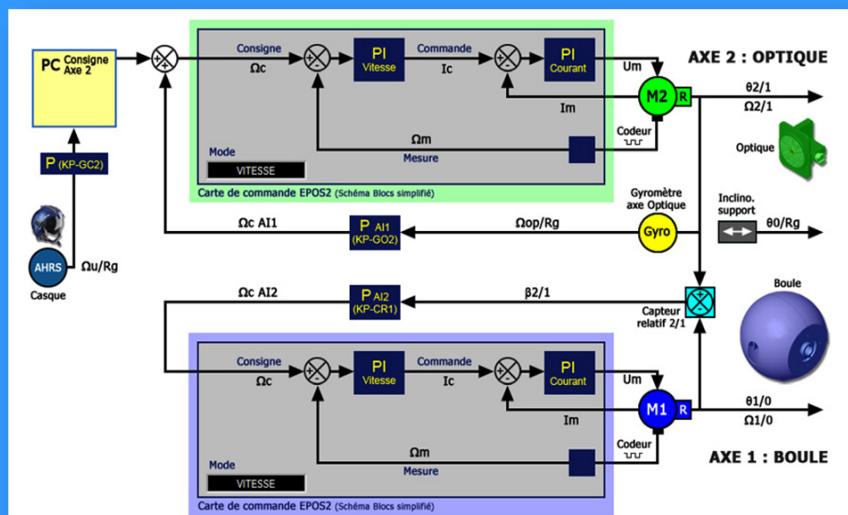 PC Consigne
Axe 2
P (KP-GC2)
AHRS
Casque
Ωu/Rg
Consigne
Ωc
PI
Vitesse
Commande
Ic
PI
Courant
Um
Im
M2
R
Ωm
Mesure
Codeur
Mode
VITESSE
Carte de commande EPOS2 (Schéma Blocs simplifié)
AXE 2 : OPTIQUE
θ2/1
Ω2/1
Optique
Ωc AI1
P AI1
(KP-GO2)
Ωop/Rg
Gyromètre
axe Optique
Gyro
Inclino.
support
θ0/Rg
Ωc AI2
P AI2
(KP-CR1)
β2/1
Capteur
relatif 2/1
Boule
Consigne
Ωc
PI
Vitesse
Commande
Ic
PI
Courant
Um
Im
M1
R
θ1/0
Ω1/0
Ωm
Mesure
Codeur
Mode
VITESSE
AXE 1 : BOULE
Carte de commande EPOS2 (Schéma Blocs simplifié)